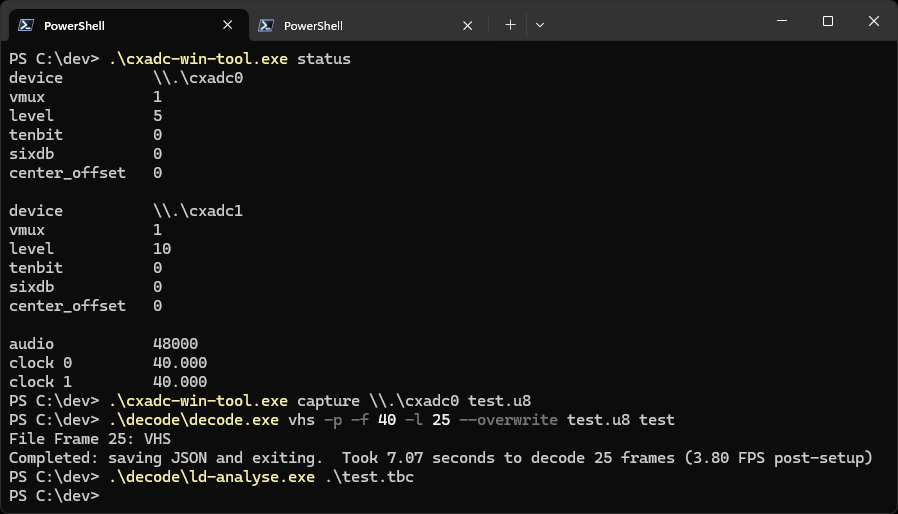 PowerShell
PowerShell
PS C:\dev> .\cxadc-win-tool.exe status
device          \\.\cxadc0
vmux            1
level           5
tenbit          0
sixdb           0
center_offset   0

device          \\.\cxadc1
vmux            1
level           10
tenbit          0
sixdb           0
center_offset   0

audio           48000
clock 0         40.000
clock 1         40.000
PS C:\dev> .\cxadc-win-tool.exe capture \\.\cxadc0 test.u8
PS C:\dev> .\decode\decode.exe vhs -p -f 40 -l 25 --overwrite test.u8 test
File Frame 25: VHS
Completed: saving JSON and exiting.  Took 7.07 seconds to decode 25 frames (3.80 FPS post-setup)
PS C:\dev> .\decode\ld-analyse.exe .\test.tbc
PS C:\dev>